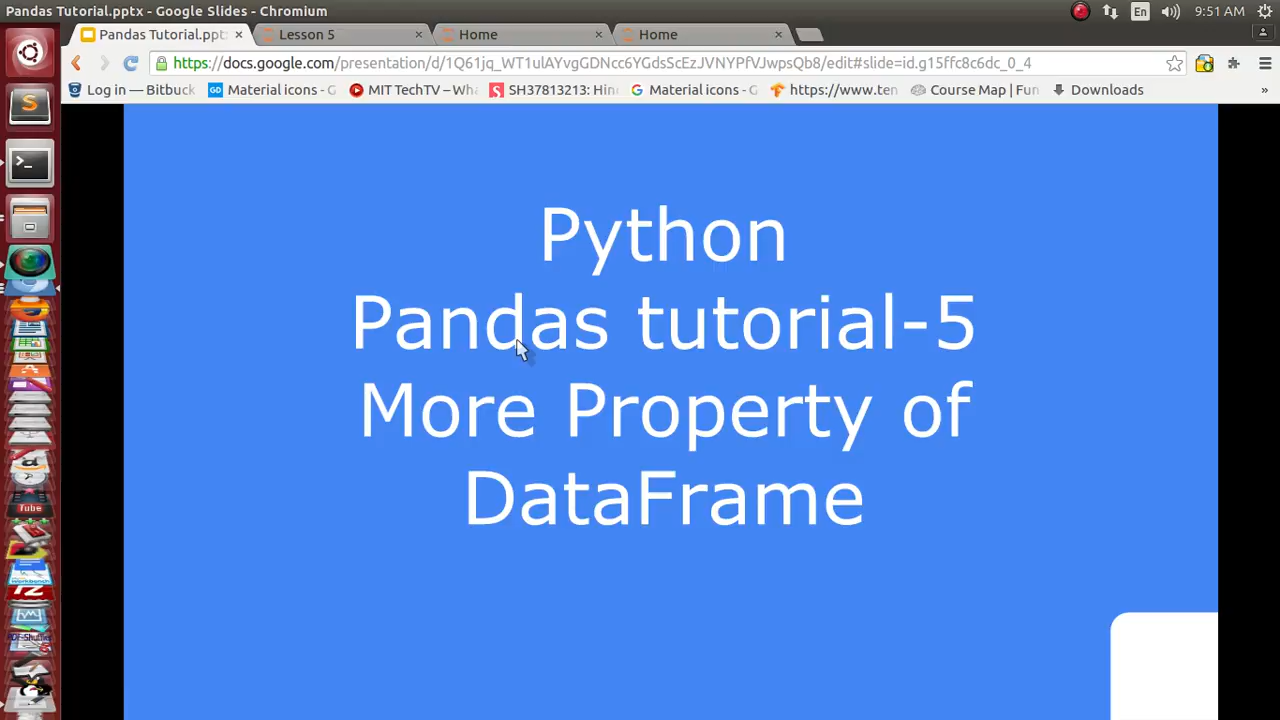 Pandas Tutorial.pptx - Google Slides - Chromium
En
9:51 AM
Pandas Tutorial.ppt
Lesson 5
Home
Home
https://docs.google.com/presentation/d/1Q61jq_WT1ulAYvgGDNcc6YGdsScEzJVNYPfVJwpsQb8/edit#slide=id.g15ffc8c6dc_0_4
Log in — Bitbuck
Material icons - G
MIT TechTV – Wha
SH37813213: Hin
Material icons - G
https://www.ten
Course Map | Fun
Downloads
»
Python
Pandas tutorial-5
More Property of
DataFrame
Tube